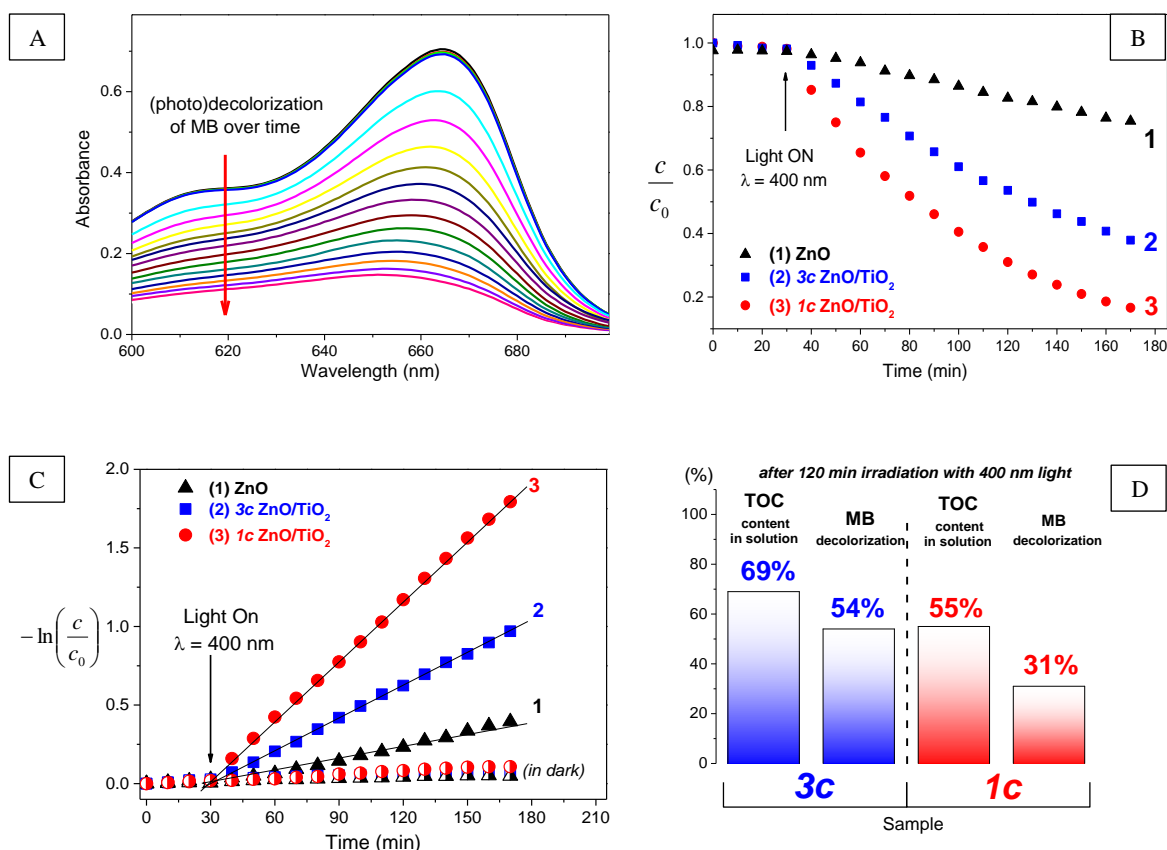 A
(photo)decolorization
of MB over time
Absorbance
0.6
0.4
0.2
0.0
600
620
640
660
680
Wavelength (nm)
B
c
c₀
1.0
0.8
0.6
0.4
0.2
Light ON
λ = 400 nm
1
2
3
(1) ZnO
(2) 3c ZnO/TiO₂
(3) 1c ZnO/TiO₂
0 20 40 60 80 100 120 140 160 180
Time (min)
C
−ln(c/c₀)
2.0
1.5
1.0
0.5
0.0
(1) ZnO
(2) 3c ZnO/TiO₂
(3) 1c ZnO/TiO₂
Light On
λ = 400 nm
3
2
1
(in dark)
0 30 60 90 120 150 180 210
Time (min)
D
(%)
after 120 min irradiation with 400 nm light
100
80
60
40
20
0
TOC
content
in solution
69%
MB
decolorization
54%
TOC
content
in solution
55%
MB
decolorization
31%
3c
1c
Sample